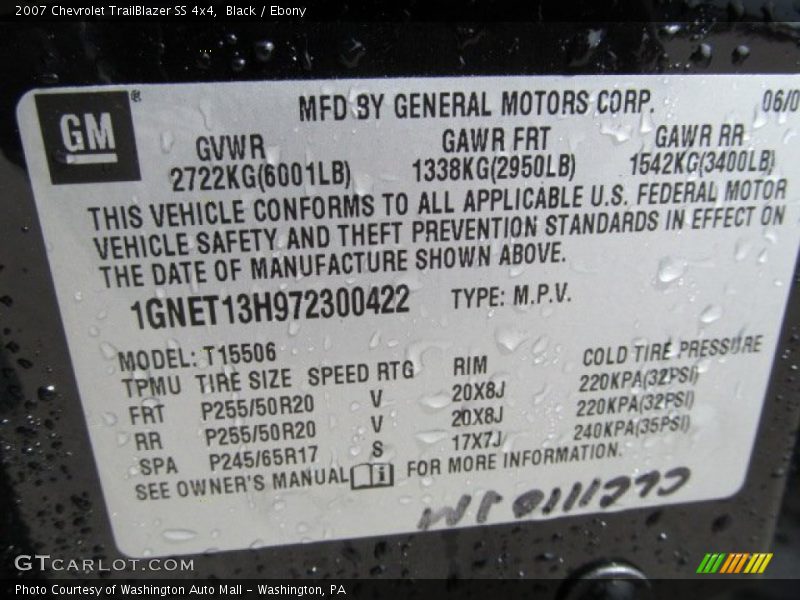 2007 Chevrolet TrailBlazer SS 4x4, Black / Ebony
GM ®
MFD BY GENERAL MOTORS CORP. 06/0
GVWR GAWR FRT GAWR RR
2722KG(6001LB) 1338KG(2950LB) 1542KG(3400LB)
THIS VEHICLE CONFORMS TO ALL APPLICABLE U.S. FEDERAL MOTOR
VEHICLE SAFETY AND THEFT PREVENTION STANDARDS IN EFFECT ON
THE DATE OF MANUFACTURE SHOWN ABOVE.
1GNET13H972300422 TYPE: M.P.V.
MODEL: T15506
TPMU TIRE SIZE SPEED RTG RIM COLD TIRE PRESSURE
FRT P255/50R20 V 20X8J 220KPA(32PSI)
RR P255/50R20 V 20X8J 220KPA(32PSI)
SPA P245/65R17 S 17X7J 240KPA(35PSI)
SEE OWNER'S MANUAL FOR MORE INFORMATION.
GTcarlot.com
Photo Courtesy of Washington Auto Mall - Washington, PA